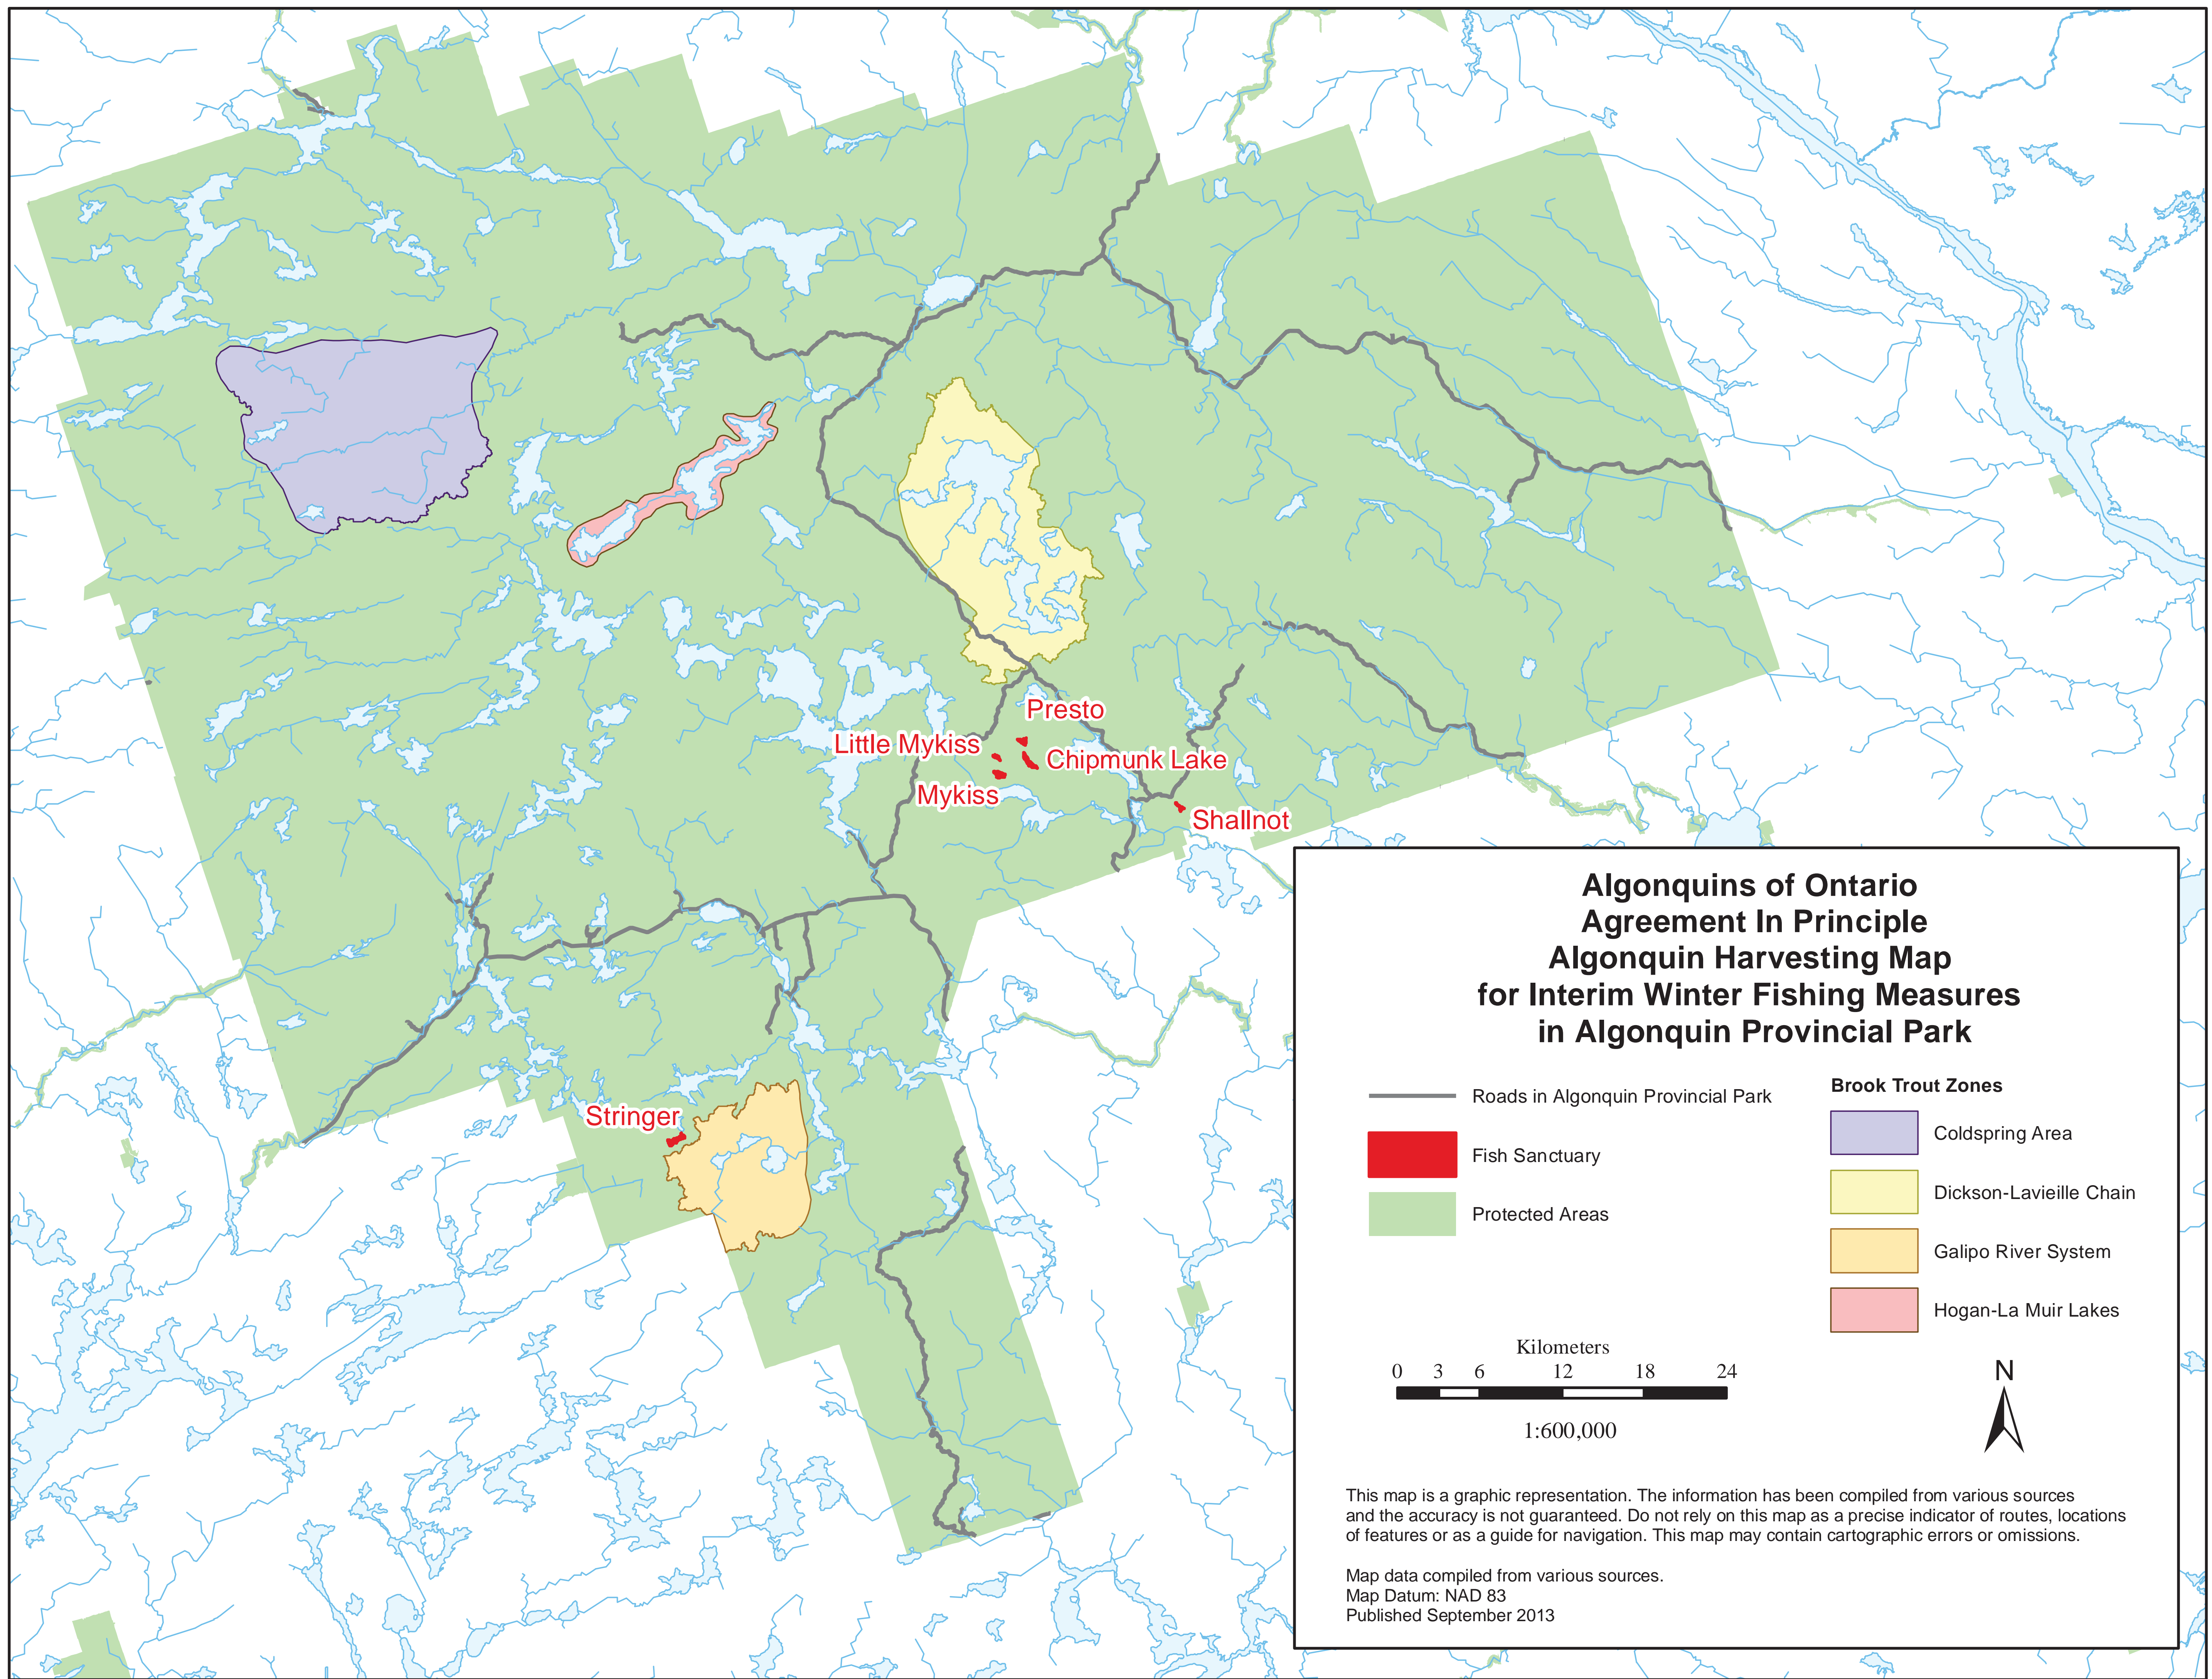 Presto
Little Mykiss
Chipmunk Lake
Mykiss
Shallnot
Stringer
Algonquins of Ontario
Agreement In Principle
Algonquin Harvesting Map
for Interim Winter Fishing Measures
in Algonquin Provincial Park
Roads in Algonquin Provincial Park
Fish Sanctuary
Protected Areas
Brook Trout Zones
Coldspring Area
Dickson-Lavieille Chain
Galipo River System
Hogan-La Muir Lakes
Kilometers
0 3 6 12 18 24
1:600,000
N
This map is a graphic representation. The information has been compiled from various sources
and the accuracy is not guaranteed. Do not rely on this map as a precise indicator of routes, locations
of features or as a guide for navigation. This map may contain cartographic errors or omissions.
Map data compiled from various sources.
Map Datum: NAD 83
Published September 2013